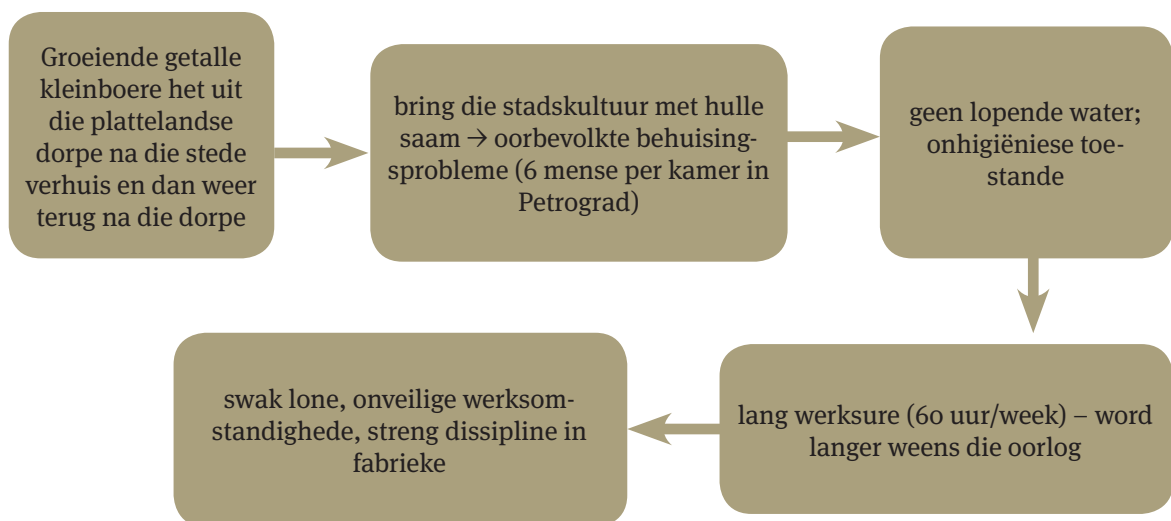 Groeiende getalle
kleinboere het uit
die plattelandse
dorpe na die stede
verhuis en dan weer
terug na die dorpe
bring die stadskultuur met hulle
saam → oorbevolkte behuising-
sprobleme (6 mense per kamer in
Petrograd)
geen lopende water;
onhigiëniese toe-
stande
lang werksure (60 uur/week) – word
langer weens die oorlog
swak lone, onveilige werksom-
standighede, streng dissipline in
fabrieke